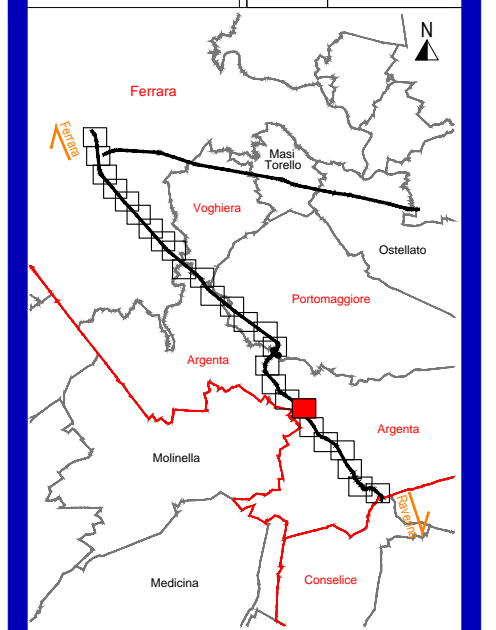 N
Ferrara
Ferrara
Masi
Torello
Voghiera
Ostellato
Portomaggiore
Argenta
Argenta
Molinella
Ravenna
Medicina
Conselice